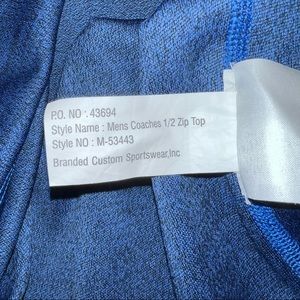 P.O. NO : 43694
Style Name : Mens Coaches 1/2 Zip Top
Style NO : M-53443
Branded Custom Sportswear,Inc